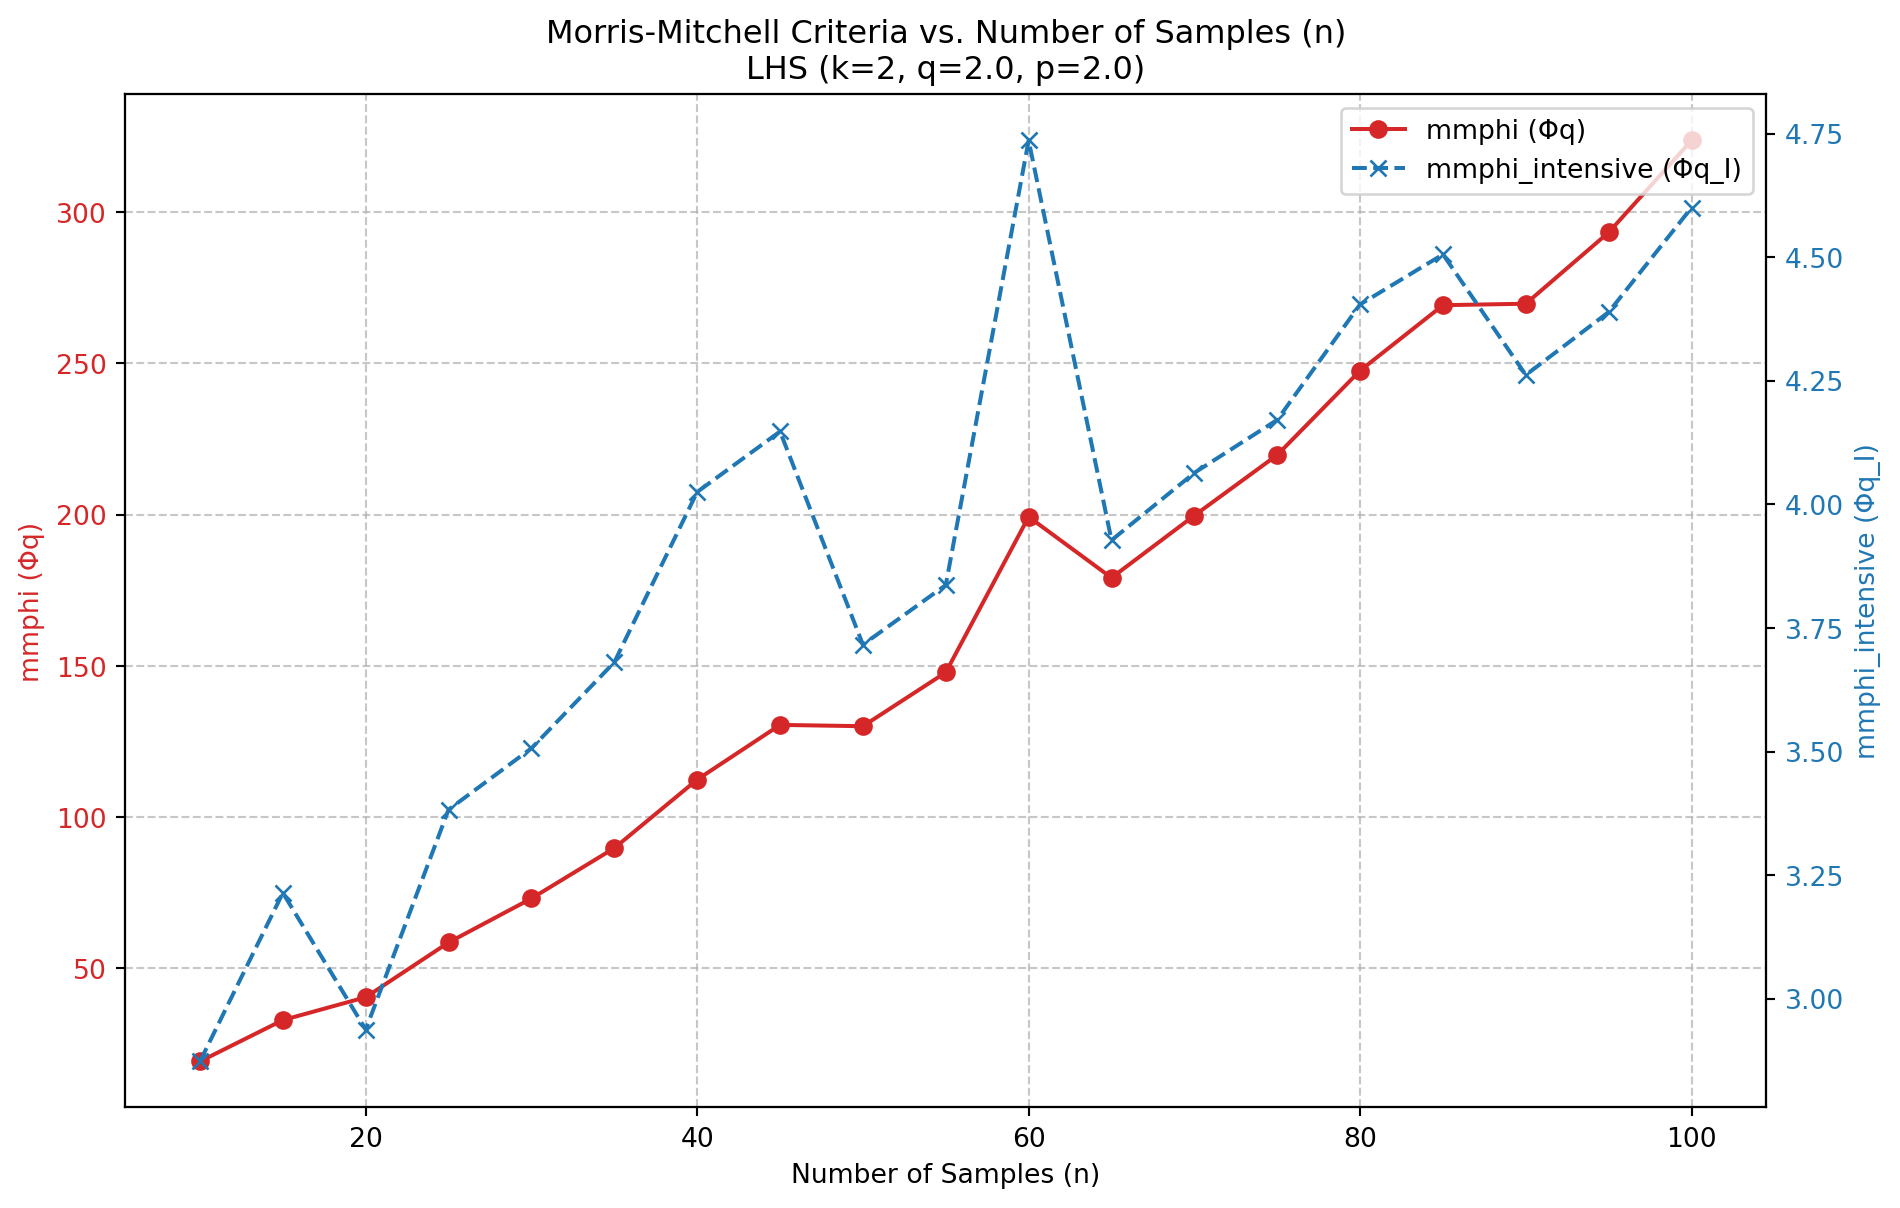 Morris-Mitchell Criteria vs. Number of Samples (n)
LHS (k=2, q=2.0, p=2.0)
mmphi (Φq)
mmphi_intensive (Φq_I)
300
250
200
150
100
50
mmphi (Φq)
4.75
4.50
4.25
4.00
3.75
3.50
3.25
3.00
mmphi_intensive (Φq_I)
20 40 60 80 100
Number of Samples (n)